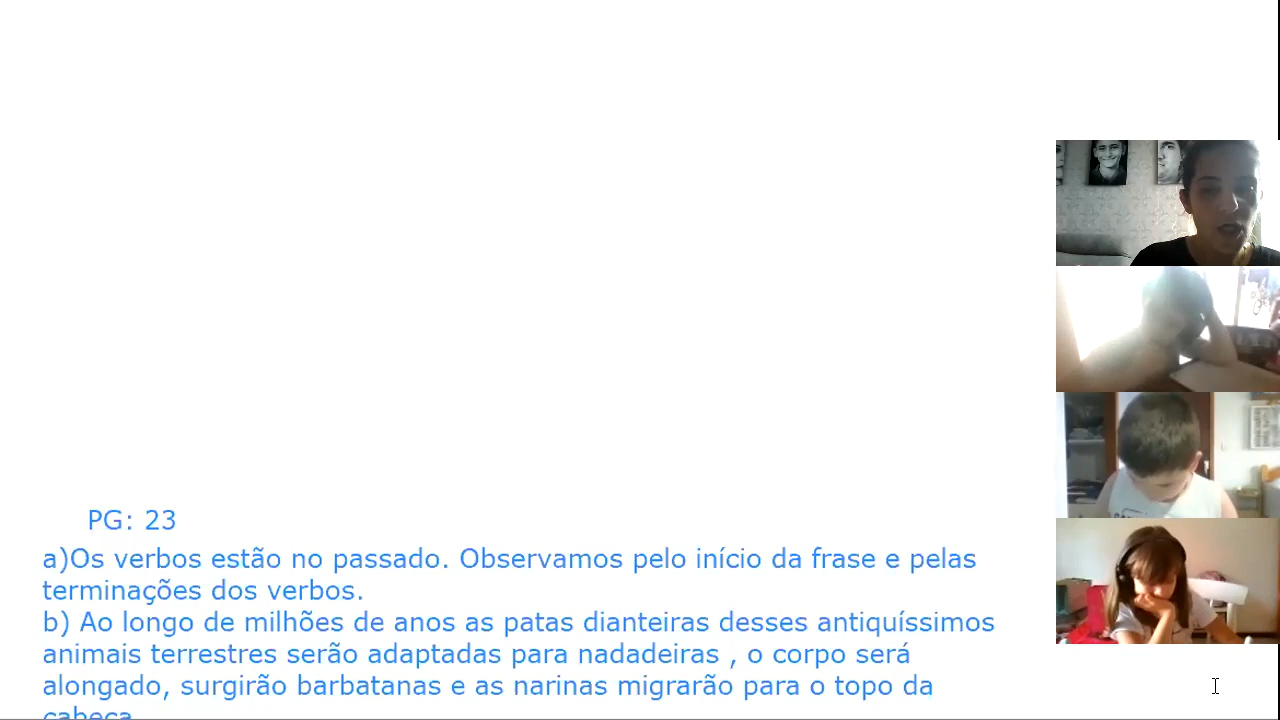 PG: 23
a)Os verbos estão no passado. Observamos pelo início da frase e pelas
terminações dos verbos.
b) Ao longo de milhões de anos as patas dianteiras desses antiquíssimos
animais terrestres serão adaptadas para nadadeiras , o corpo será
alongado, surgirão barbatanas e as narinas migrarão para o topo da
cabeça